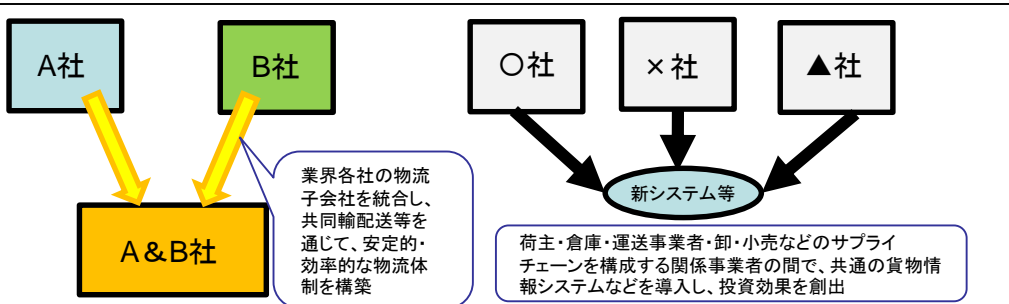 A社
B社
A&B社
業界各社の物流
子会社を統合し、
共同輸配送等を
通じて、安定的・
効率的な物流体
制を構築
〇社
×社
▲社
新システム等
荷主・倉庫・運送事業者・卸・小売などのサプライ
チェーンを構成する関係事業者の間で、共通の貨物情
報システムなどを導入し、投資効果を創出